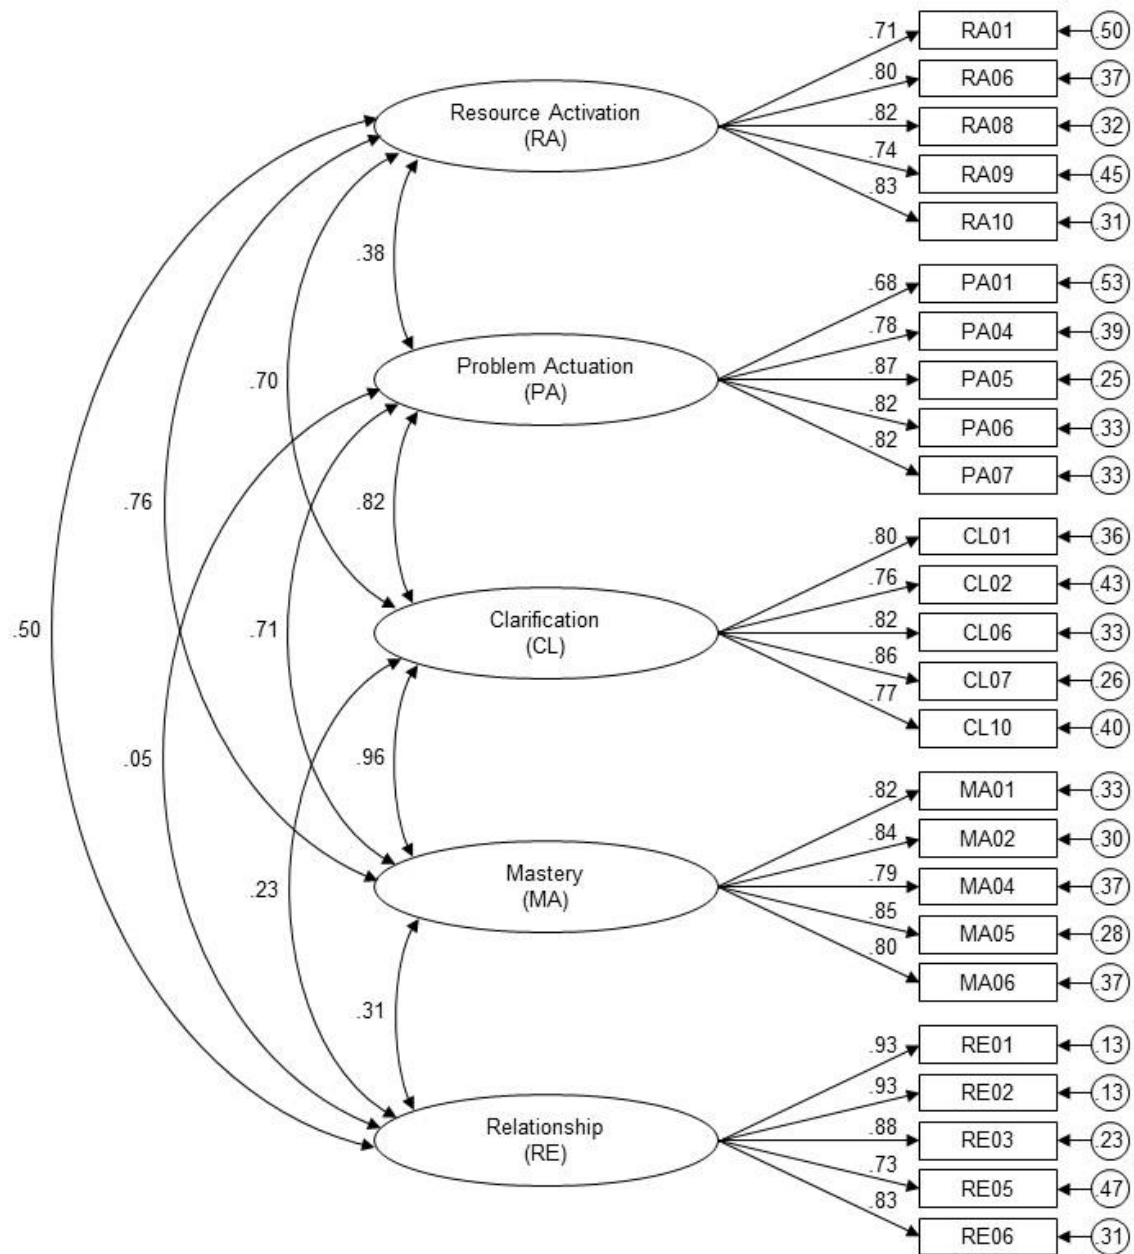 .71 RA01 .50
.80 RA06 .37
Resource Activation
(RA)
.82 RA08 .32
.74 RA09 .45
.83 RA10 .31
.38
.68 PA01 .53
.78 PA04 .39
Problem Actuation
(PA)
.87 PA05 .25
.82 PA06 .33
.82 PA07 .33
.70
.76
.82
.80 CL01 .36
.76 CL02 .43
Clarification
(CL)
.82 CL06 .33
.86 CL07 .26
.77 CL10 .40
.50
.71
.05
.96
.82 MA01 .33
.84 MA02 .30
Mastery
(MA)
.79 MA04 .37
.85 MA05 .28
.80 MA06 .37
.23
.31
.93 RE01 .13
.93 RE02 .13
Relationship
(RE)
.88 RE03 .23
.73 RE05 .47
.83 RE06 .31